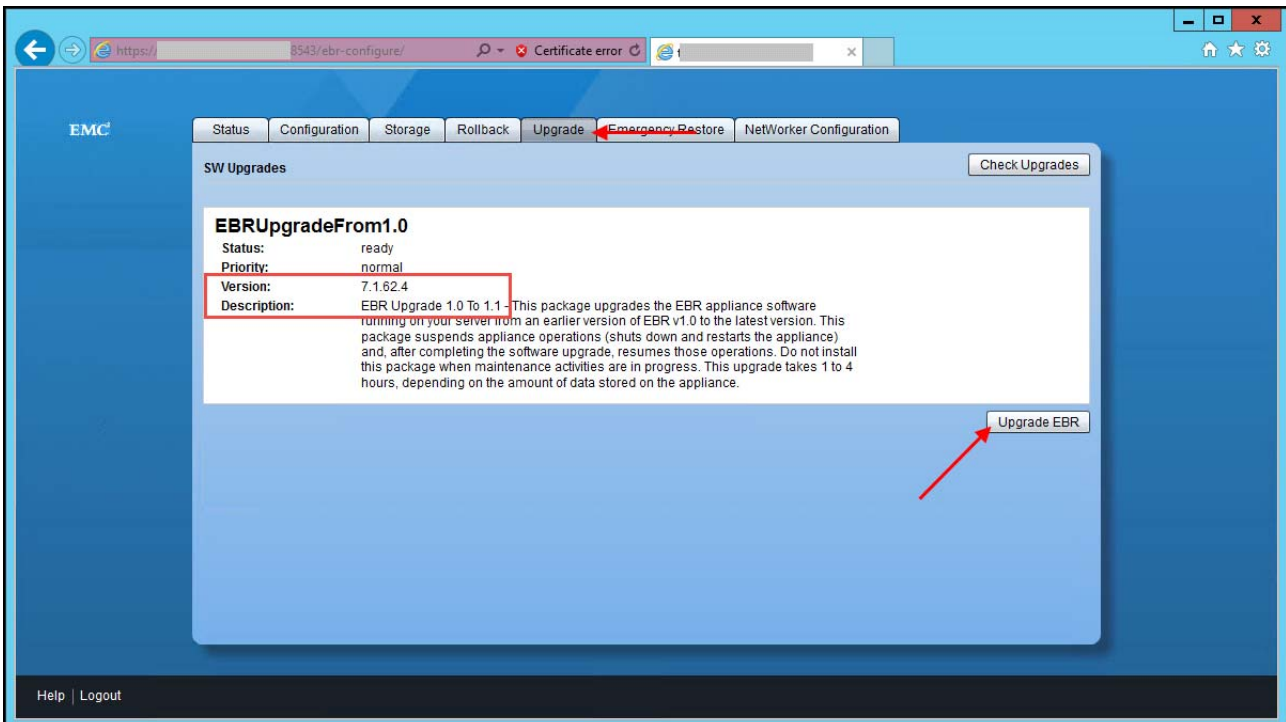 https:// 8543/ebr-configure/ Certificate error
EMC²
Status Configuration Storage Rollback Upgrade Emergency Restore NetWorker Configuration
SW Upgrades Check Upgrades
EBRUpgradeFrom1.0
Status: ready
Priority: normal
Version: 7.1.62.4
Description: EBR Upgrade 1.0 To 1.1 - This package upgrades the EBR appliance software
running on your server from an earlier version of EBR v1.0 to the latest version. This
package suspends appliance operations (shuts down and restarts the appliance)
and, after completing the software upgrade, resumes those operations. Do not install
this package when maintenance activities are in progress. This upgrade takes 1 to 4
hours, depending on the amount of data stored on the appliance.
Upgrade EBR
Help | Logout